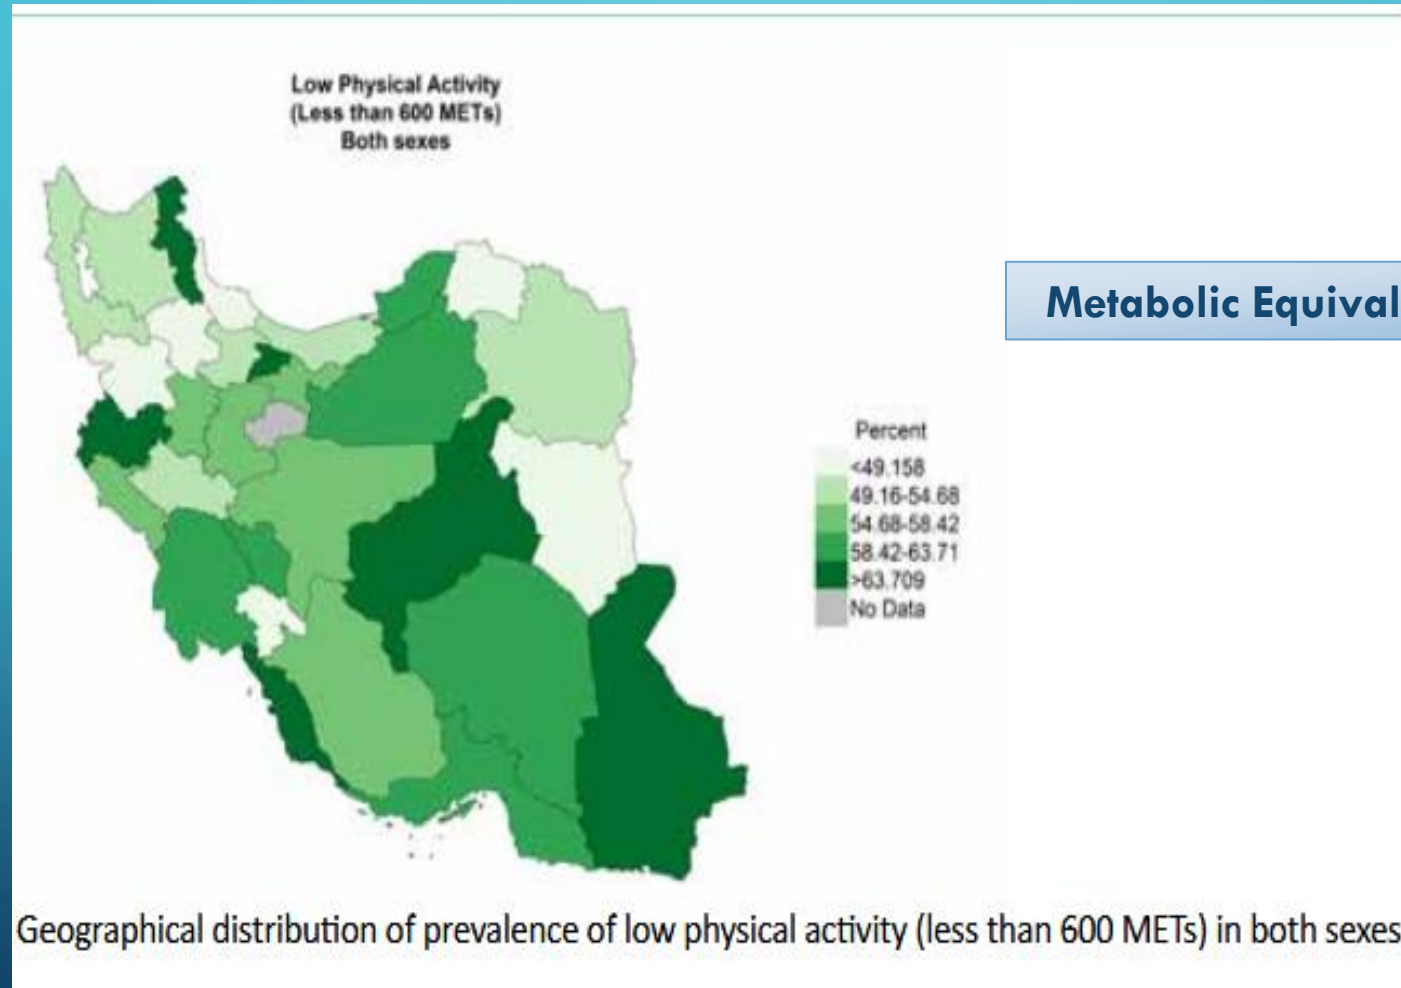 Low Physical Activity
(Less than 600 METs)
Both sexes
Metabolic Equival
Percent
<49.158
49.16-54.68
54.68-58.42
58.42-63.71
>63.709
No Data
Geographical distribution of prevalence of low physical activity (less than 600 METs) in both sexes